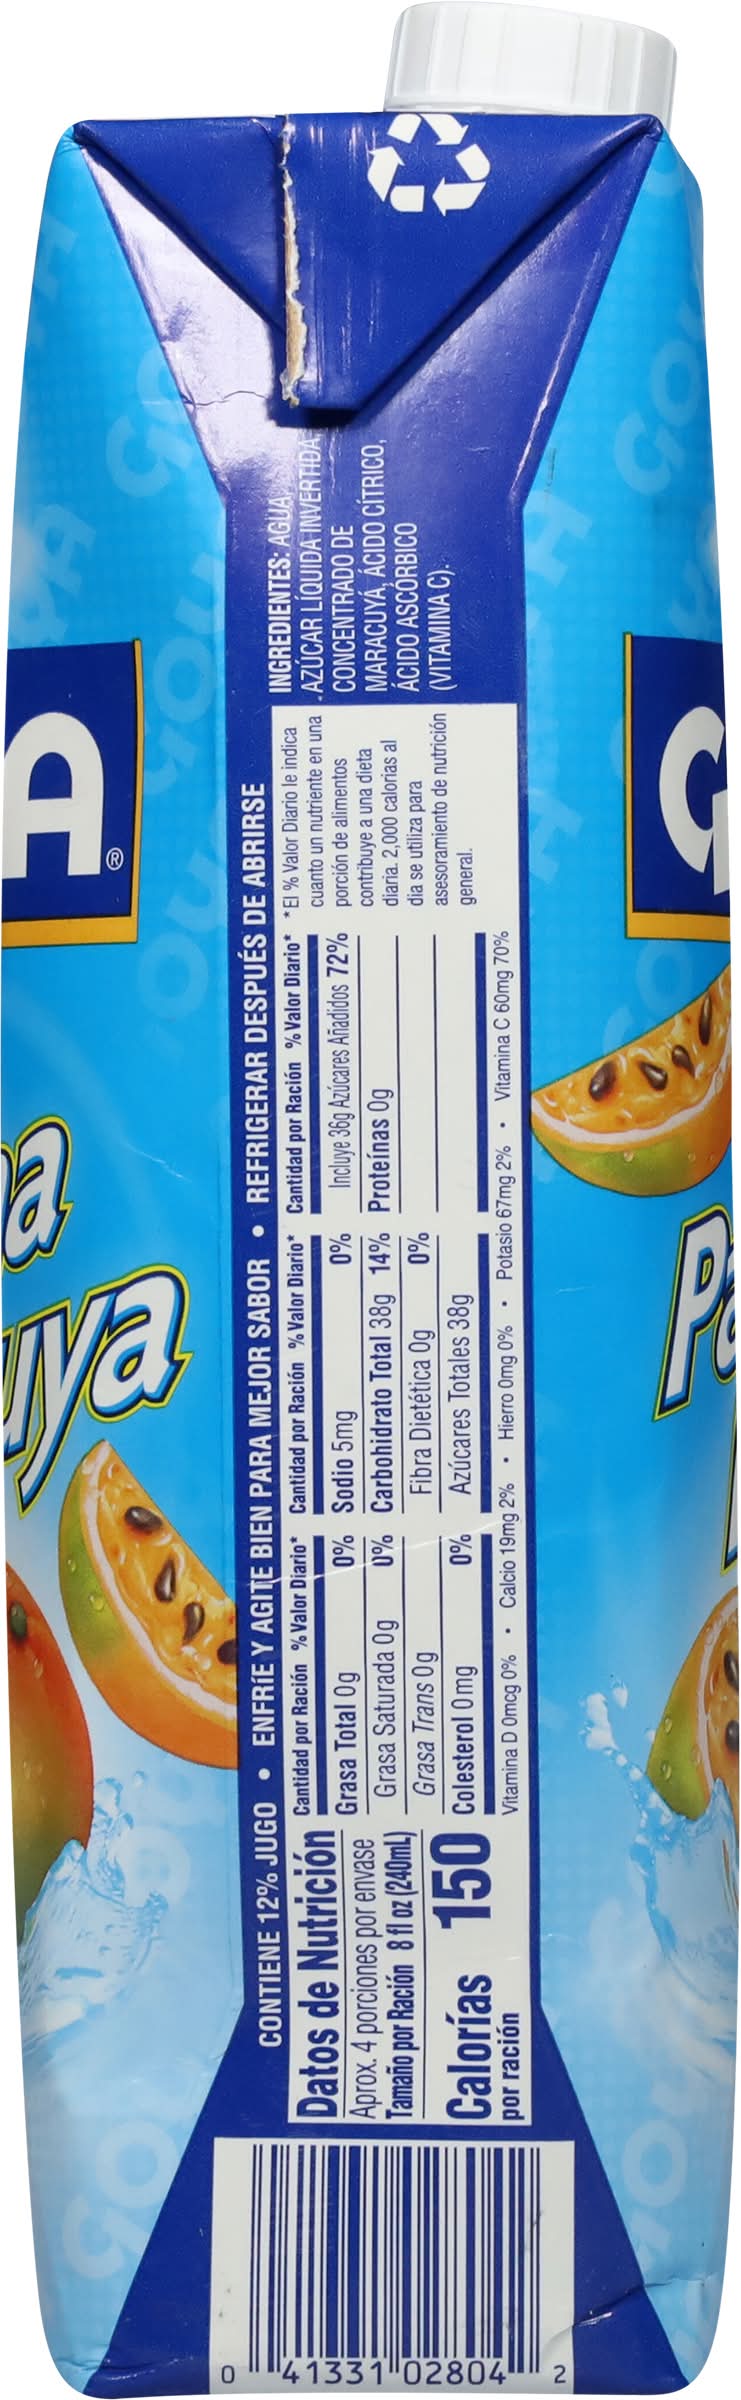 CONTIENE 12% JUGO • ENFRíE Y AGITE BIEN PARA MEJOR SABOR • REFRIGERAR DESPUÉS DE ABRIRSE
Datos de Nutrición
Aprox. 4 porciones por envase
Tamaño por Ración 8 fl oz (240mL)
Calorías 150
por ración
Cantidad por Ración % Valor Diario*
Grasa Total 0g 0%
Grasa Saturada 0g 0%
Grasa Trans 0g
Colesterol 0mg 0%
Cantidad por Ración % Valor Diario*
Sodio 5mg 0%
Carbohidrato Total 38g 14%
Fibra Dietética 0g 0%
Azúcares Totales 38g
Cantidad por Ración % Valor Diario*
Incluye 36g Azúcares Añadidos 72%
Proteínas 0g
Vitamina D 0mcg 0% • Calcio 19mg 2% • Hierro 0mg 0% • Potasio 67mg 2% • Vitamina C 60mg 70%
*El % Valor Diario le indica
cuanto un nutriente en una
porción de alimentos
contribuye a una dieta
diaria. 2,000 calorias al
dia se utiliza para
asesoramiento de nutrición
general.
INGREDIENTES: AGUA,
AZÚCAR LÍQUIDA INVERTIDA,
CONCENTRADO DE
MARACUYÁ, ÁCIDO CÍTRICO,
ÁCIDO ASCÓRBICO
(VITAMINA C).
0 41331 02804 2
A®
G
uya
Pa